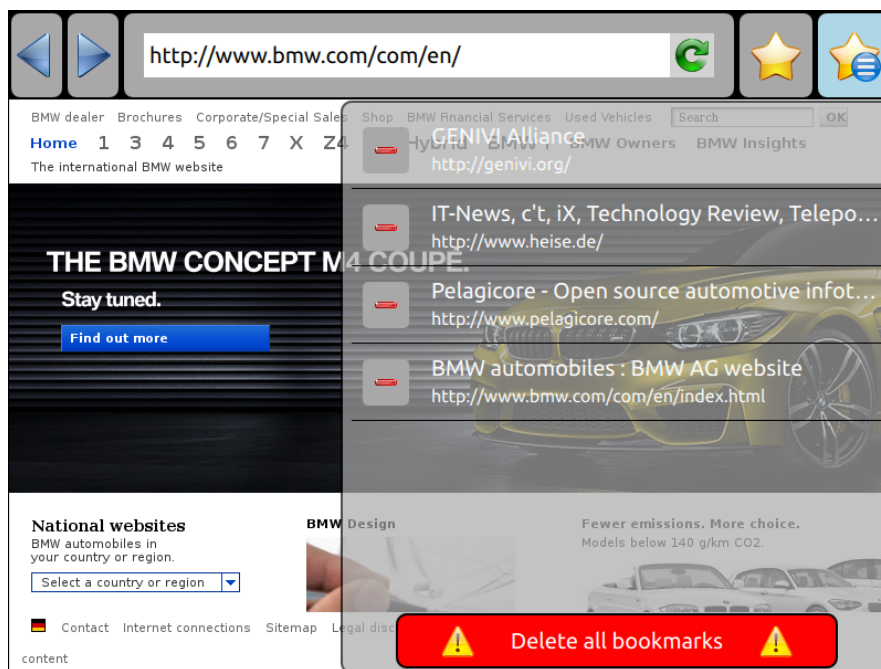 http://www.bmw.com/com/en/
BMW dealer Brochures Corporate/Special Sales Shop BMW Financial Services Used Vehicles Search OK
Home 1 3 4 5 6 7 X Z4 Hybrid BMW i BMW Owners BMW Insights
The international BMW website
GENIVI Alliance
http://genivi.org/
IT-News, c't, iX, Technology Review, Telepo...
http://www.heise.de/
THE BMW CONCEPT M4 COUPE.
Stay tuned.
Find out more
Pelagicore - Open source automotive infot...
http://www.pelagicore.com/
BMW automobiles : BMW AG website
http://www.bmw.com/com/en/index.html
National websites
BMW automobiles in
your country or region.
Select a country or region
BMW Design
Fewer emissions. More choice.
Models below 140 g/km CO2.
Contact Internet connections Sitemap Legal disc
content
Delete all bookmarks